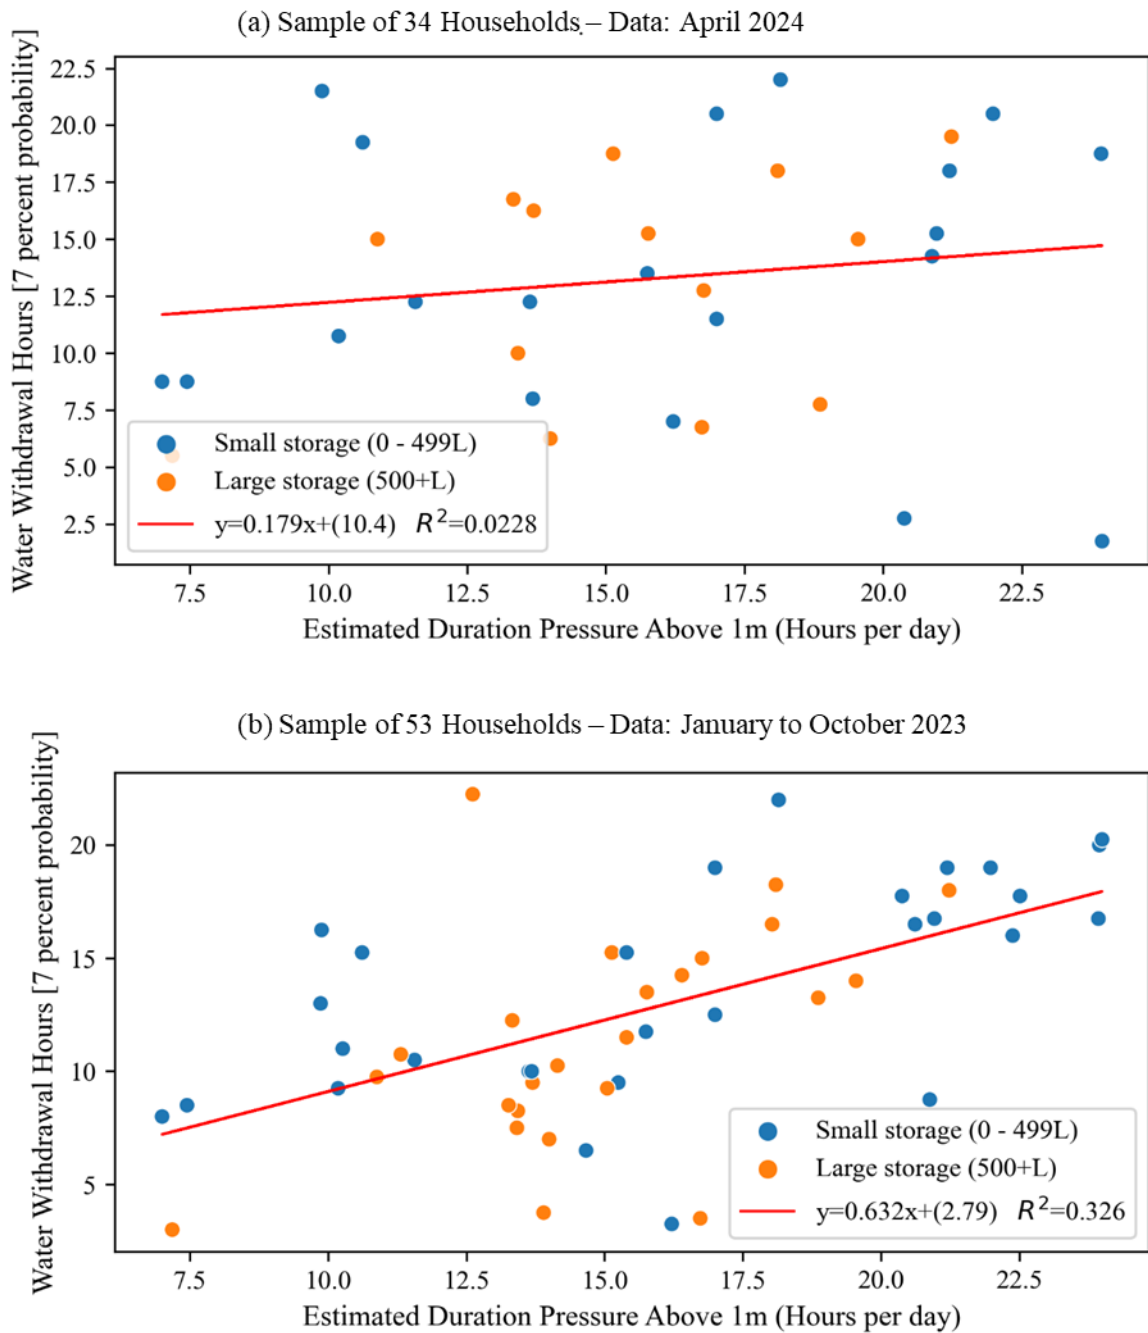 (a) Sample of 34 Households – Data: April 2024
Water Withdrawal Hours [7 percent probability]
22.5
20.0
17.5
15.0
12.5
10.0
7.5
5.0
2.5
Small storage (0 - 499L)
Large storage (500+L)
y=0.179x+(10.4) R²=0.0228
7.5 10.0 12.5 15.0 17.5 20.0 22.5
Estimated Duration Pressure Above 1m (Hours per day)
(b) Sample of 53 Households – Data: January to October 2023
Water Withdrawal Hours [7 percent probability]
20
15
10
5
Small storage (0 - 499L)
Large storage (500+L)
y=0.632x+(2.79) R²=0.326
7.5 10.0 12.5 15.0 17.5 20.0 22.5
Estimated Duration Pressure Above 1m (Hours per day)